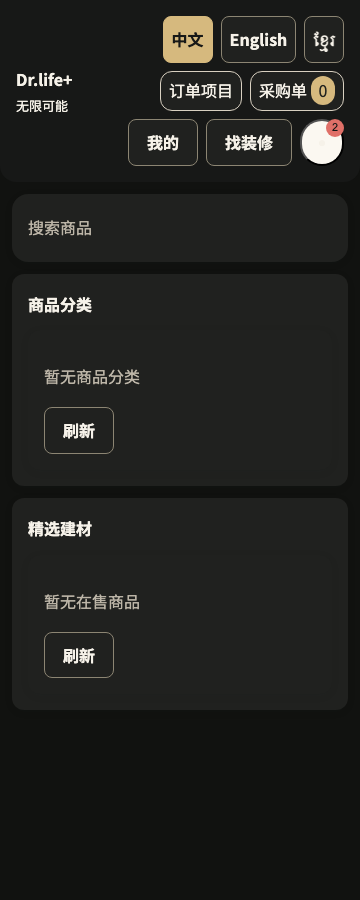 中文 English ខ្មែរ
Dr.life+
无限可能
订单项目 采购单 0
我的 找装修 2
搜索商品
商品分类
暂无商品分类
刷新
精选建材
暂无在售商品
刷新